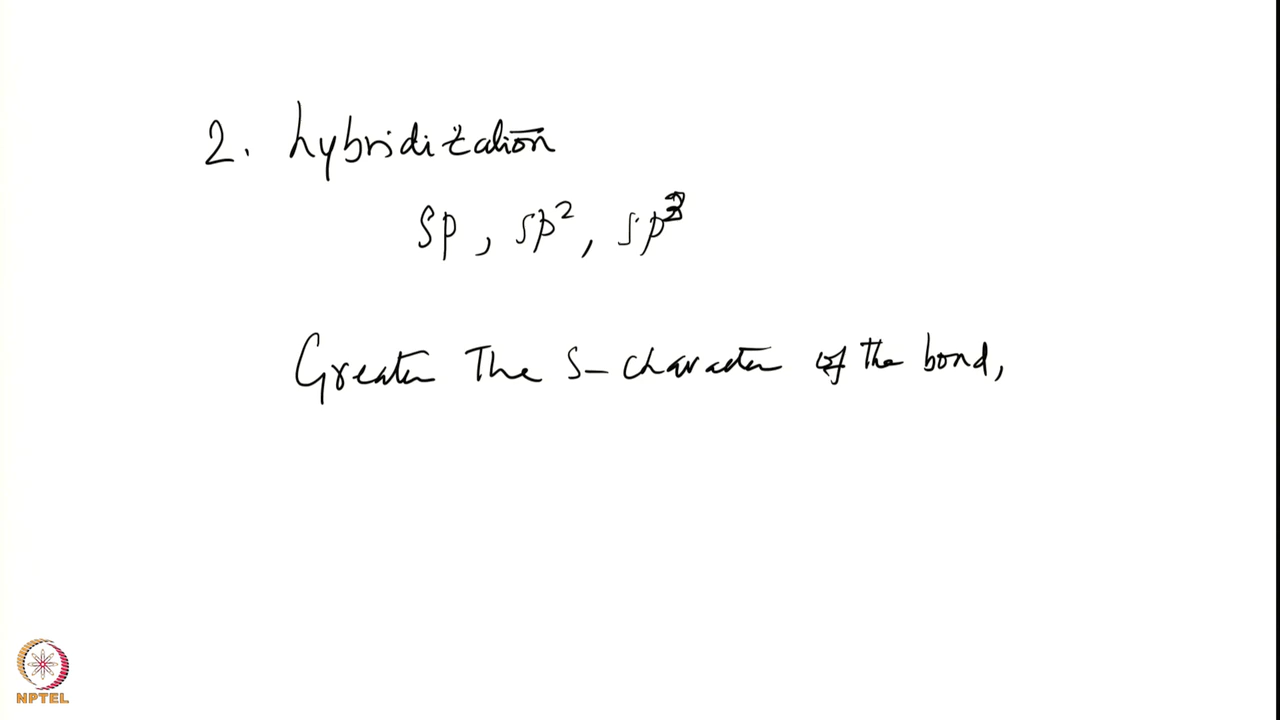 2. hybridization
sp, sp², sp³
Greater The s-character of the bond,
NPTEL